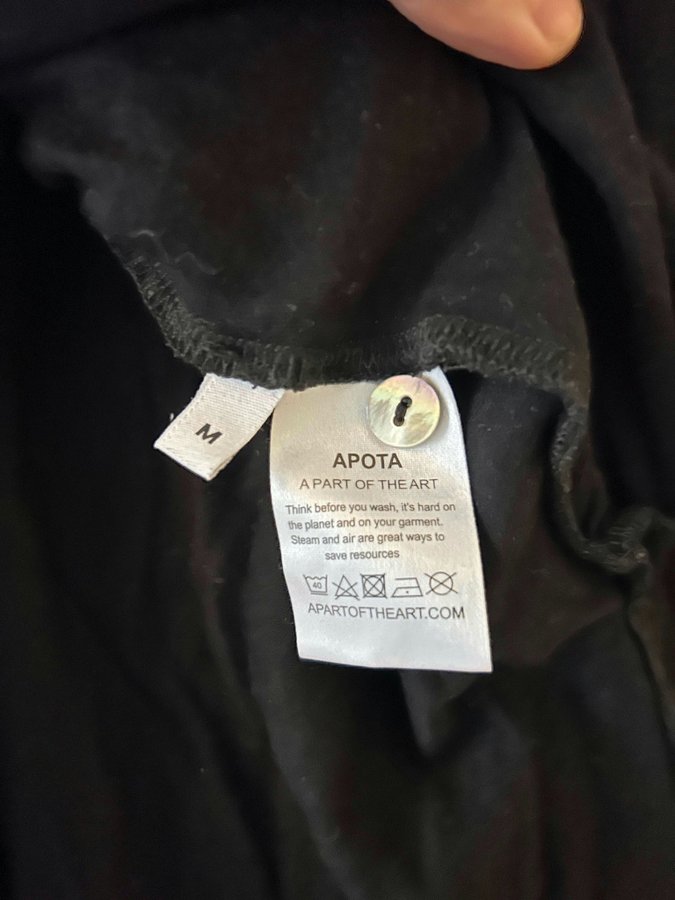 M
APOTA
A PART OF THE ART
Think before you wash, it's hard on
the planet and on your garment.
Steam and air are great ways to
save resources
40
APARTOFTHEART.COM